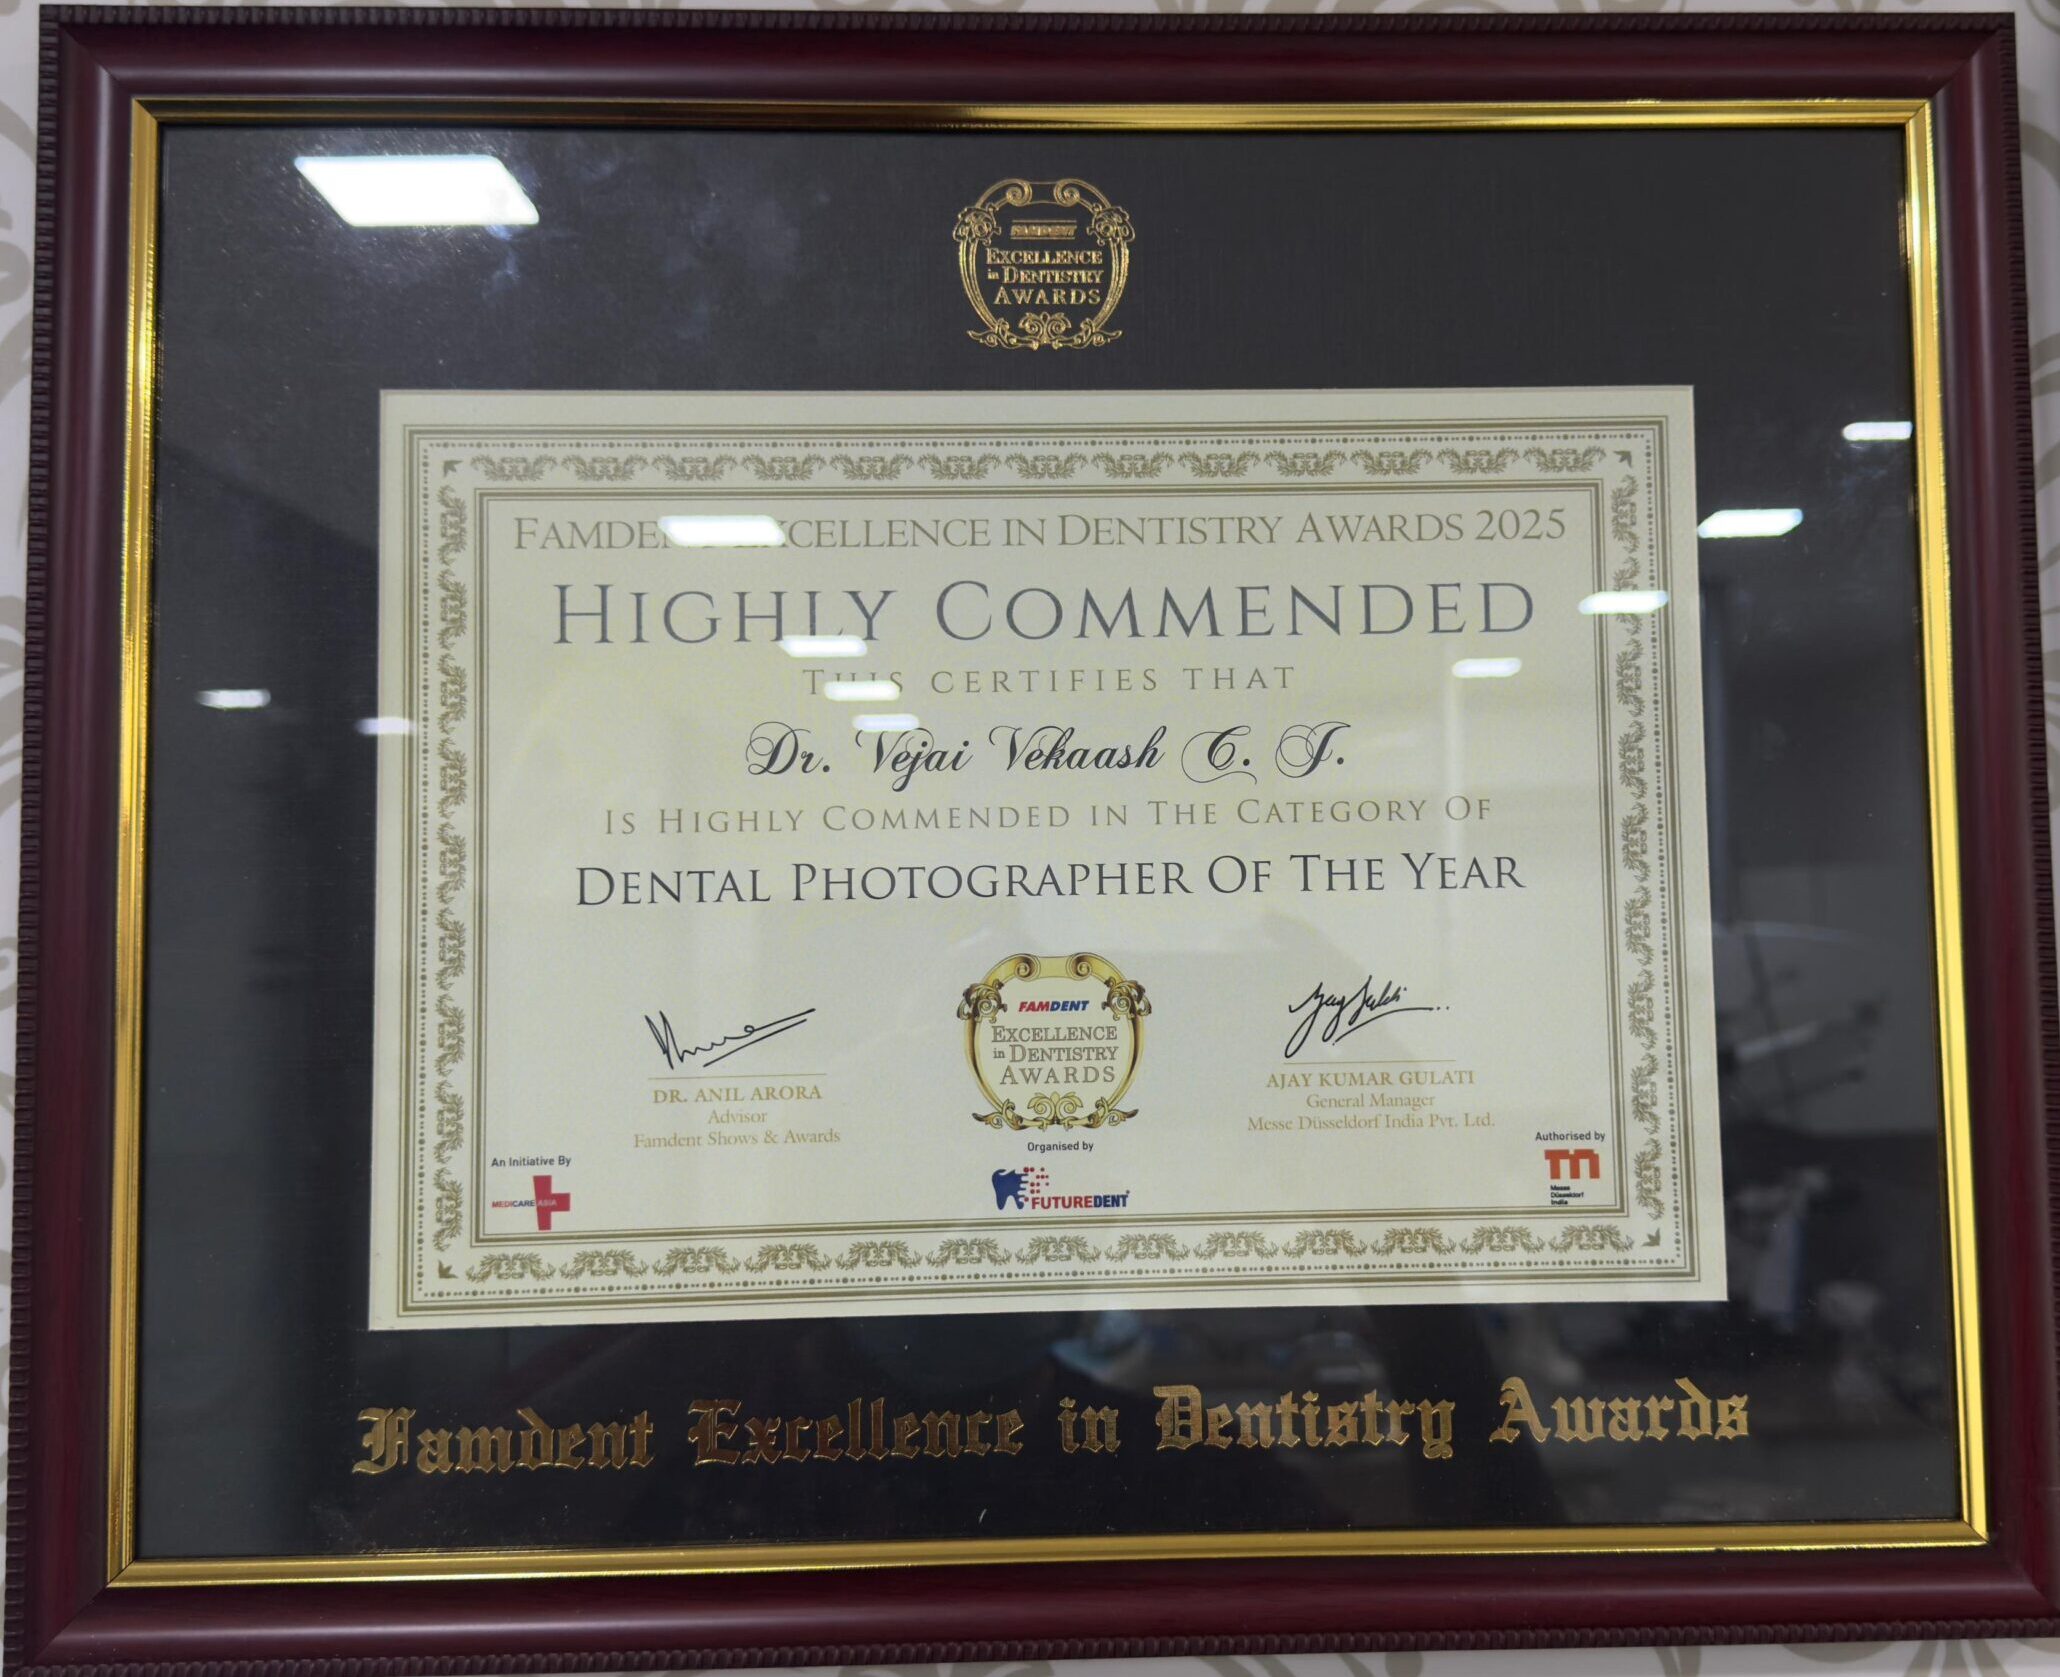 FAMDENT
EXCELLENCE
in DENTISTRY
AWARDS
FAMDENT EXCELLENCE IN DENTISTRY AWARDS 2025
HIGHLY COMMENDED
THIS CERTIFIES THAT
Dr. Vejai Vekaash C. J.
IS HIGHLY COMMENDED IN THE CATEGORY OF
DENTAL PHOTOGRAPHER OF THE YEAR
FAMDENT
EXCELLENCE
in DENTISTRY
AWARDS
DR. ANIL ARORA
Advisor
Famdent Shows & Awards
AJAY KUMAR GULATI
General Manager
Messe Düsseldorf India Pvt. Ltd.
An Initiative By
MEDICARE ASIA
Organised by
FUTUREDENT
Authorised by
Messe
Düsseldorf
India
Famdent Excellence in Dentistry Awards